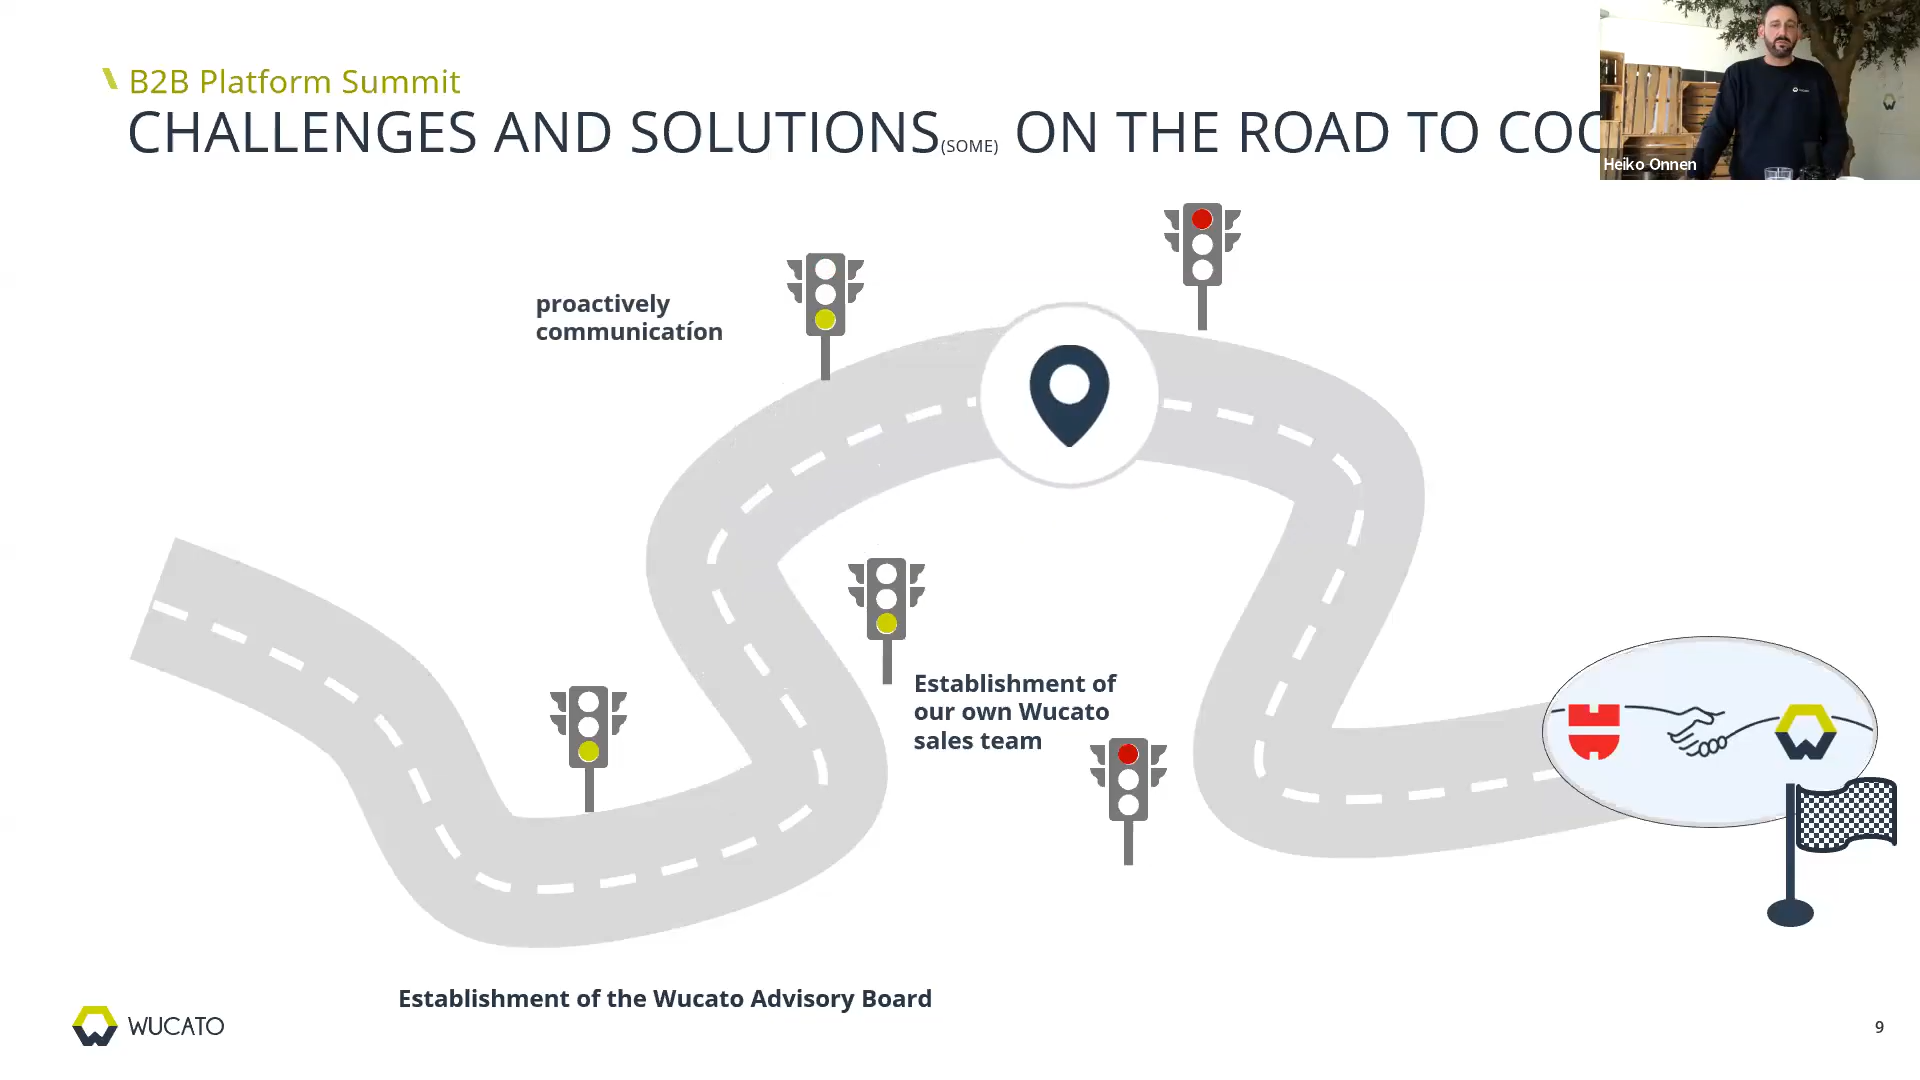 B2B Platform Summit
CHALLENGES AND SOLUTIONS(SOME) ON THE ROAD TO
Heiko Onnen
proactively
communicatíon
Establishment of
our own Wucato
sales team
Establishment of the Wucato Advisory Board
WUCATO
9